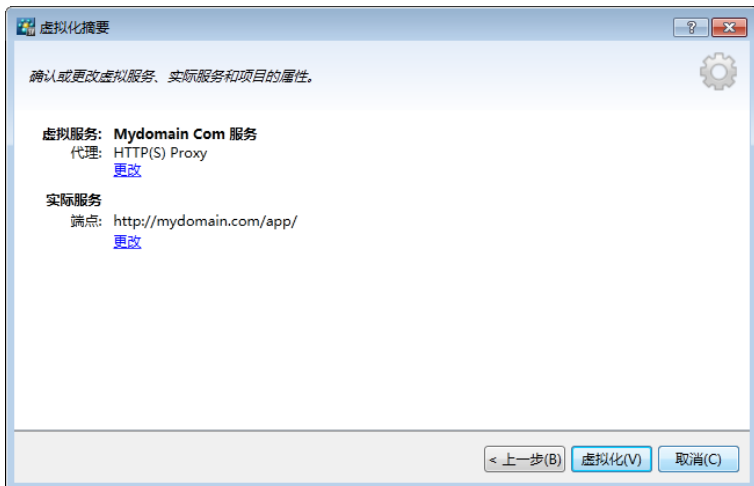 虚拟化摘要
确认或更改虚拟服务、实际服务和项目的属性。
虚拟服务: Mydomain Com 服务
代理: HTTP(S) Proxy
更改
实际服务
端点: http://mydomain.com/app/
更改
< 上一步(B) 虚拟化(V) 取消(C)